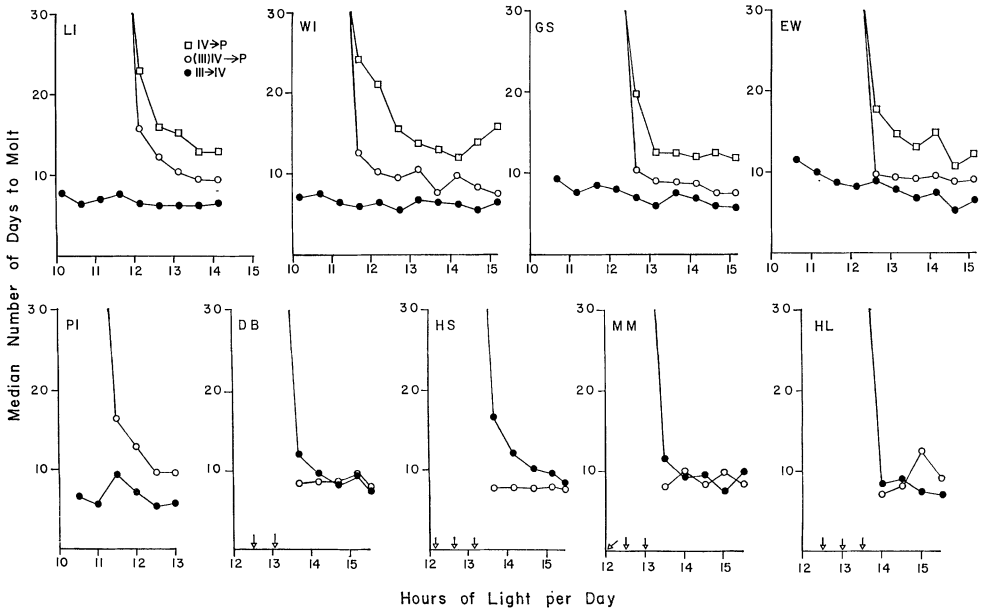 Median Number of Days to Molt
LI
IV→P
(III)IV→P
III→IV
30
20
10
10 11 12 13 14 15
WI
30
20
10
10 11 12 13 14 15
GS
30
20
10
10 11 12 13 14 15
EW
30
20
10
10 11 12 13 14 15
PI
30
20
10
10 11 12 13
DB
30
20
10
12 13 14 15
HS
30
20
10
12 13 14 15
MM
30
20
10
12 13 14 15
HL
30
20
10
12 13 14 15
Hours of Light per Day